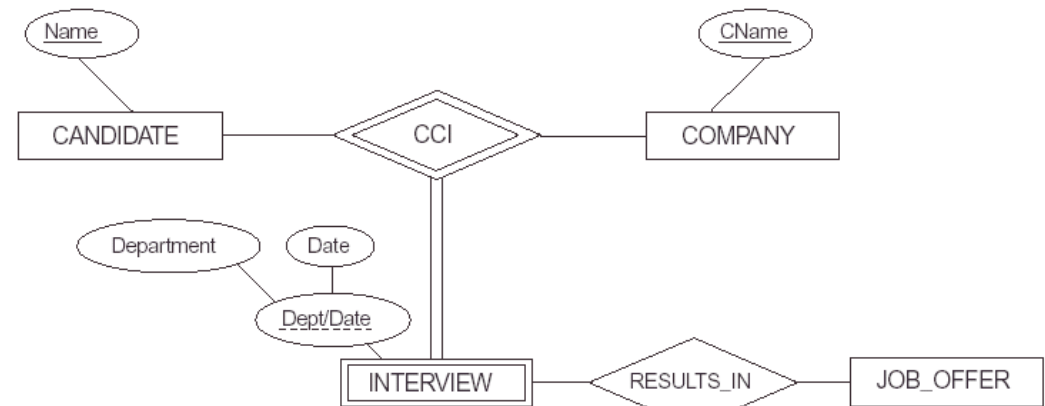 Name
CName
CANDIDATE
CCI
COMPANY
Department
Date
Dept/Date
INTERVIEW
RESULTS_IN
JOB_OFFER